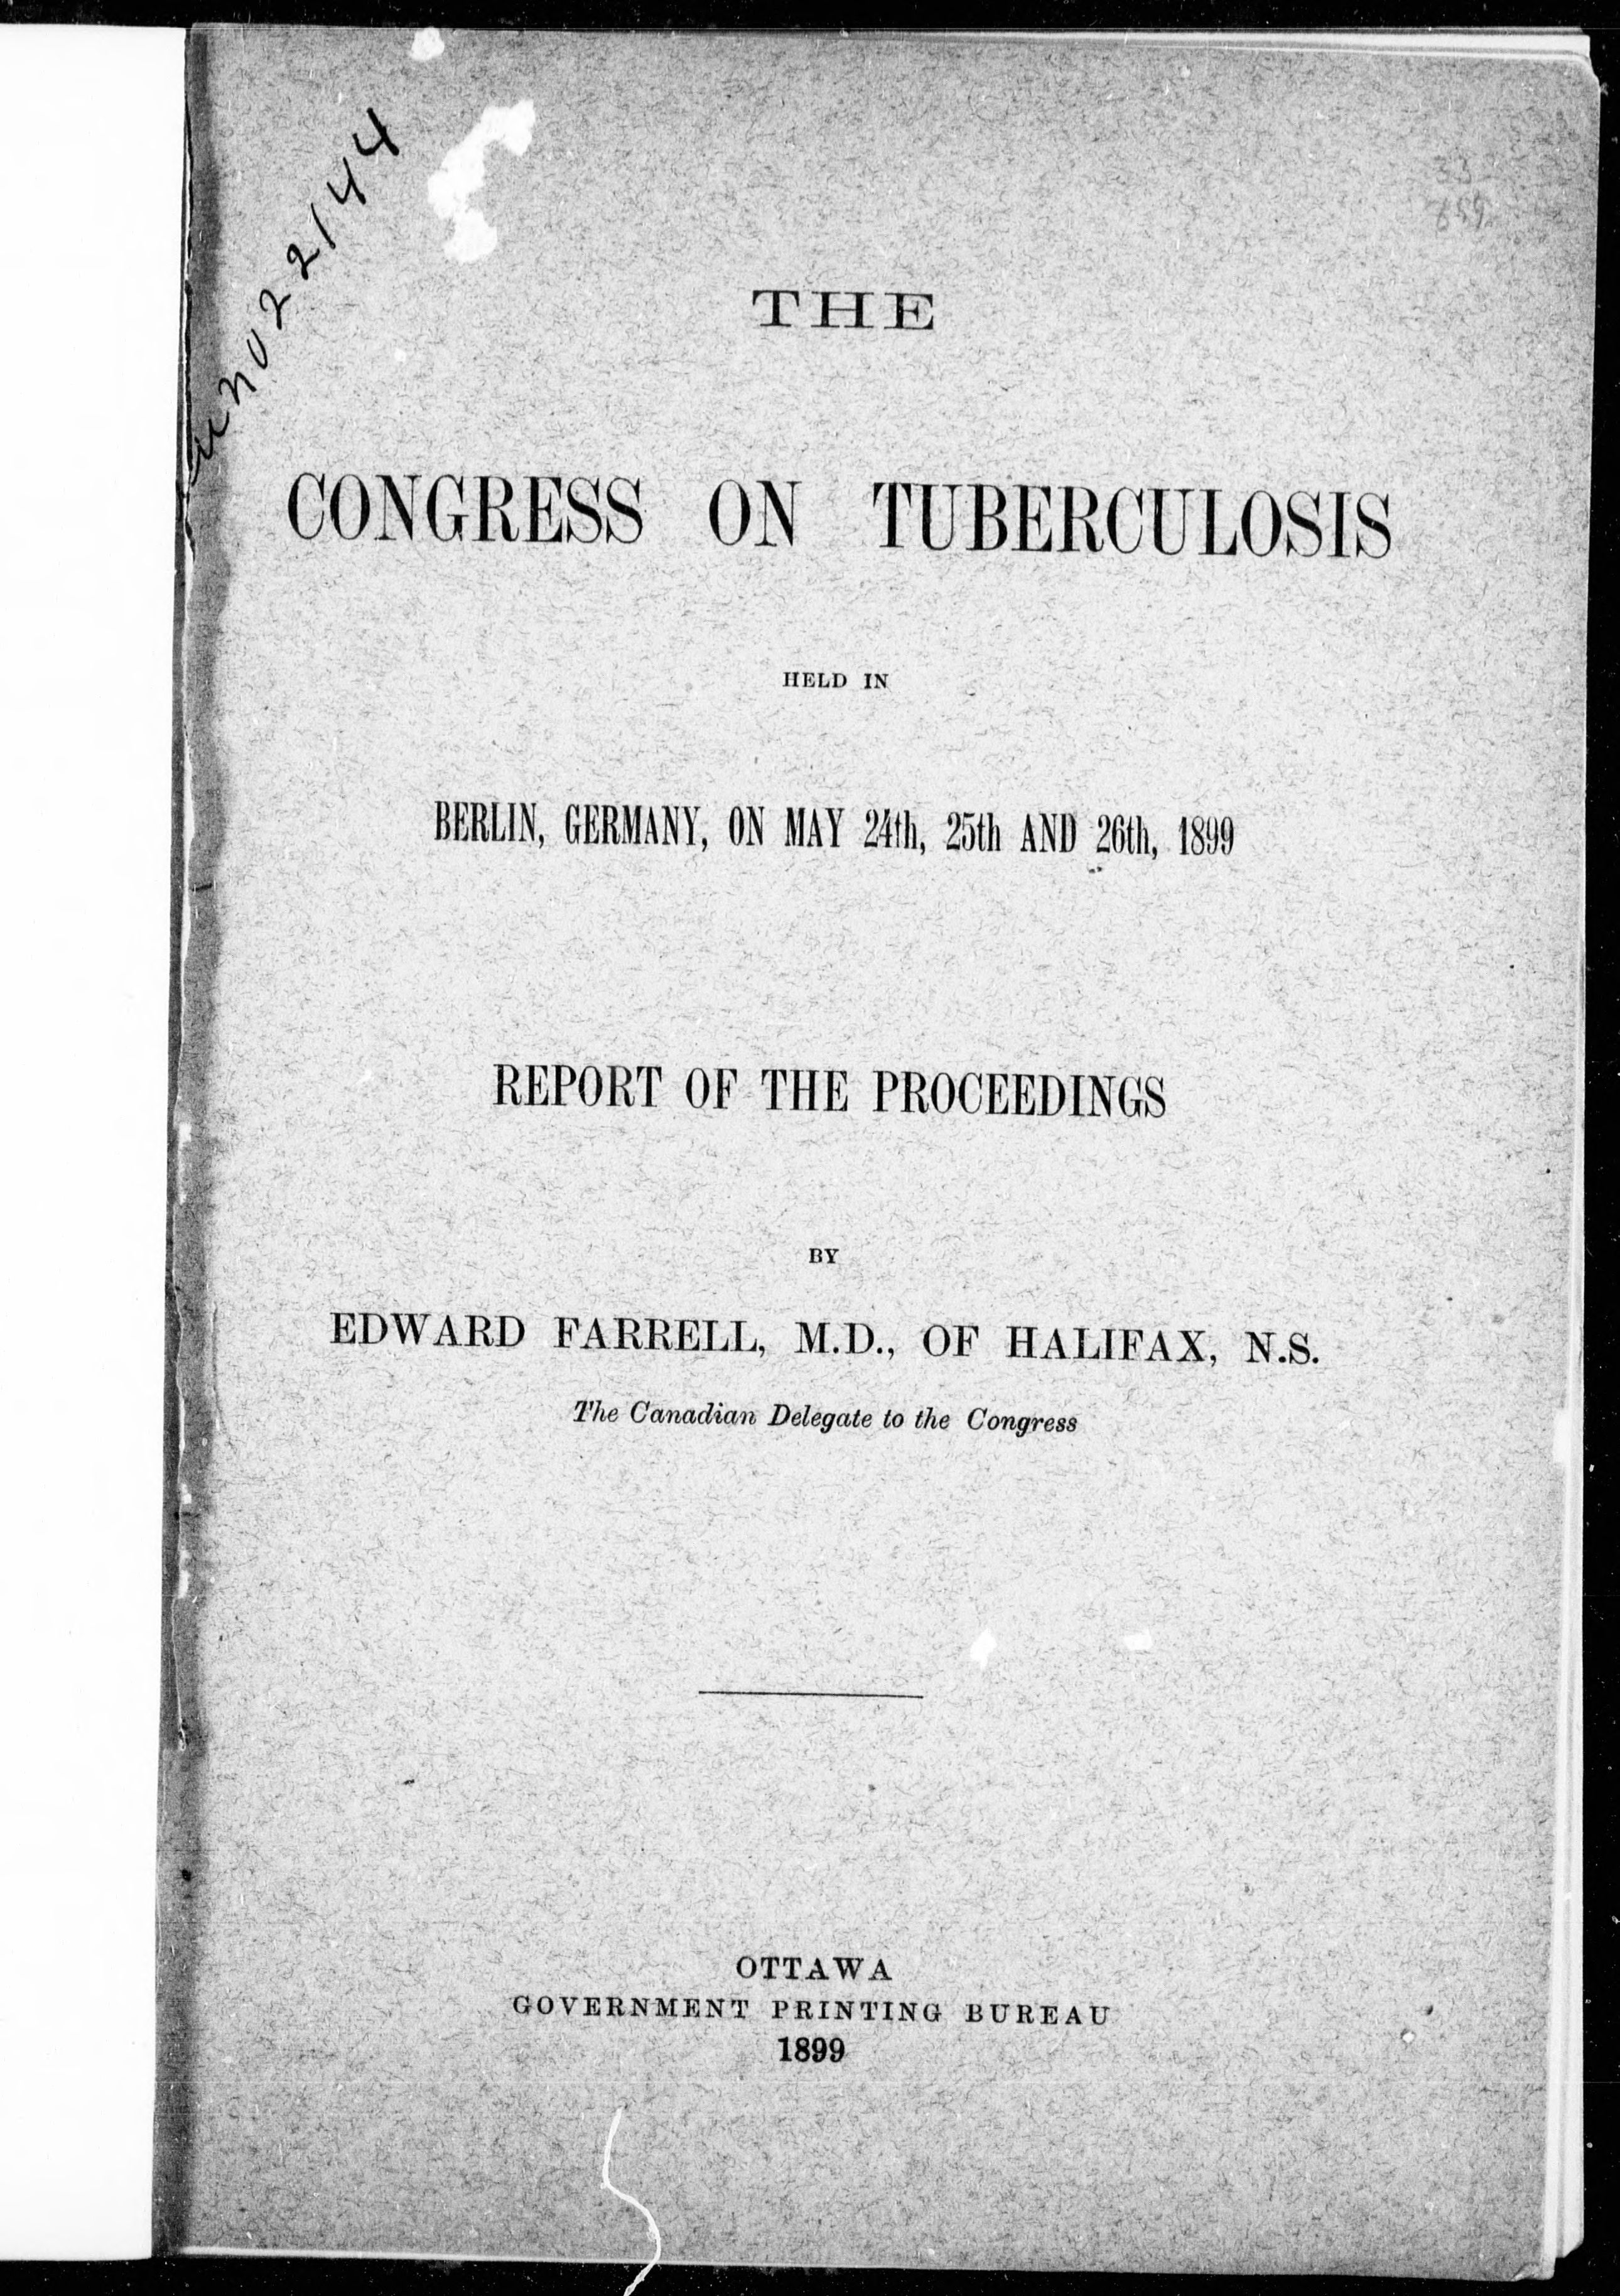 THE
CONGRESS ON TUBERCULOSIS
HELD IN
BERLIN, GERMANY, ON MAY 24th, 25th AND 26th, 1899
REPORT OF THE PROCEEDINGS
BY
EDWARD FARRELL, M.D., OF HALIFAX, N.S.
The Canadian Delegate to the Congress
OTTAWA
GOVERNMENT PRINTING BUREAU
1899